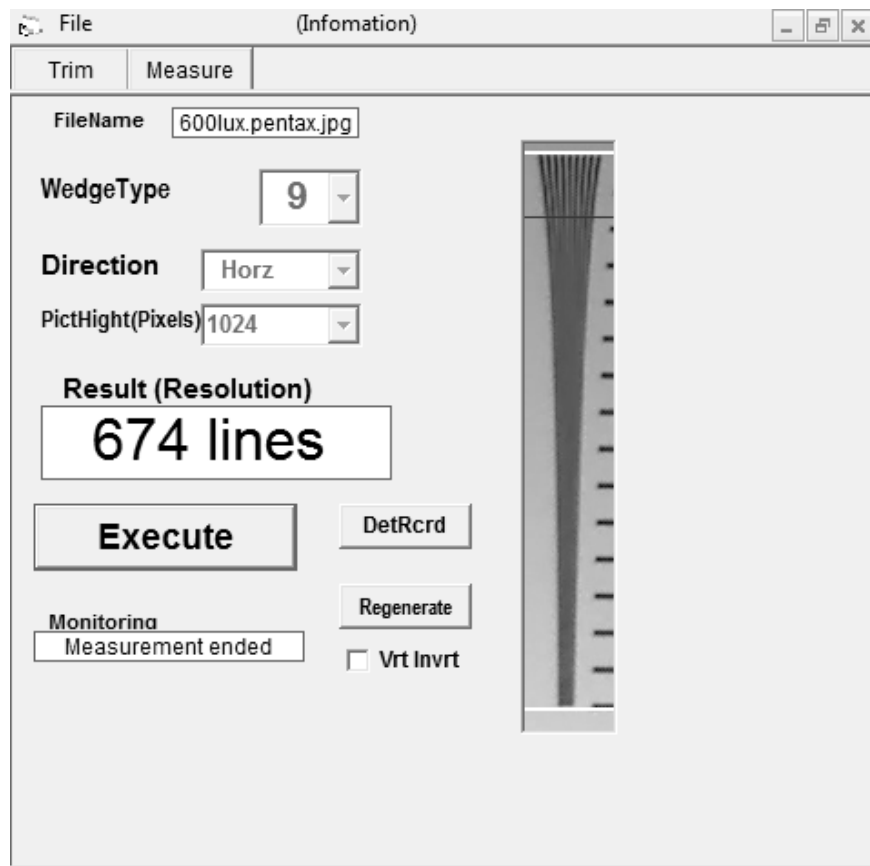 File (Infomation)
Trim Measure
FileName 600lux.pentax.jpg
WedgeType 9
Direction Horz
PictHight(Pixels) 1024
Result (Resolution)
674 lines
Execute DetRcrd
Regenerate
Monitoring
Measurement ended
Vrt Invrt